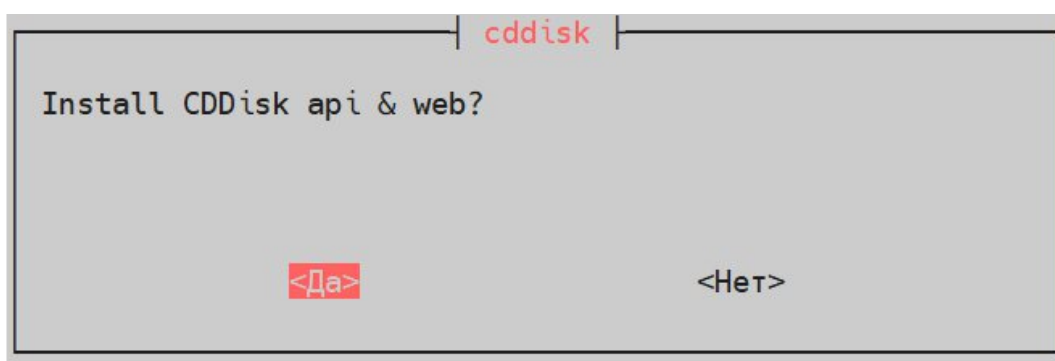 cddisk
Install CDDisk api & web?
<Да> <Нет>